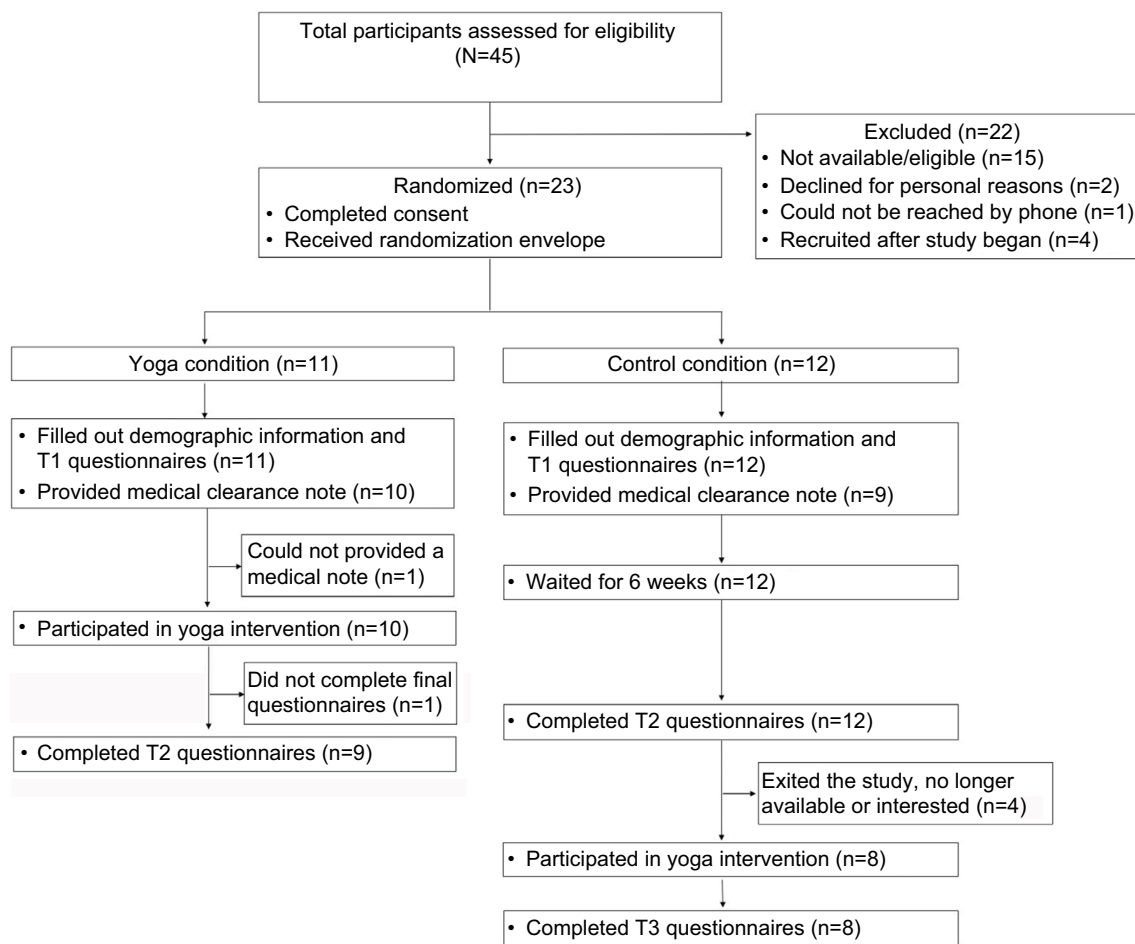 Total participants assessed for eligibility
(N=45)
Excluded (n=22)
• Not available/eligible (n=15)
• Declined for personal reasons (n=2)
• Could not be reached by phone (n=1)
• Recruited after study began (n=4)
Randomized (n=23)
• Completed consent
• Received randomization envelope
Yoga condition (n=11)
Control condition (n=12)
• Filled out demographic information and
T1 questionnaires (n=11)
• Provided medical clearance note (n=10)
• Filled out demographic information and
T1 questionnaires (n=12)
• Provided medical clearance note (n=9)
Could not provided a
medical note (n=1)
• Waited for 6 weeks (n=12)
• Participated in yoga intervention (n=10)
Did not complete final
questionnaires (n=1)
• Completed T2 questionnaires (n=9)
• Completed T2 questionnaires (n=12)
Exited the study, no longer
available or interested (n=4)
• Participated in yoga intervention (n=8)
• Completed T3 questionnaires (n=8)